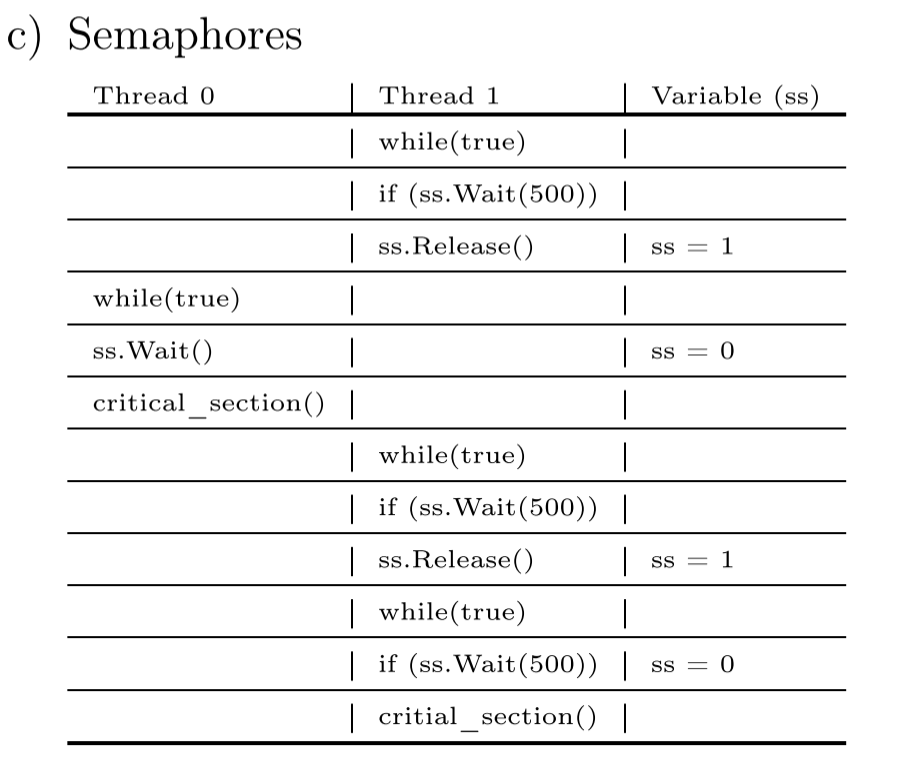 c) Semaphores
Thread 0 | Thread 1 | Variable (ss)
| while(true) |
| if (ss.Wait(500)) |
| ss.Release() | ss = 1
while(true) | |
ss.Wait() | | ss = 0
critical_section() | |
| while(true) |
| if (ss.Wait(500)) |
| ss.Release() | ss = 1
| while(true) |
| if (ss.Wait(500)) | ss = 0
| critial_section() |